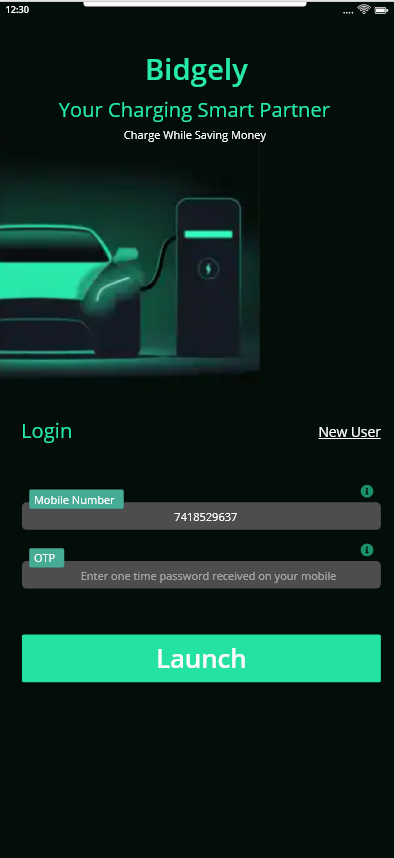 12:30
Bidgely
Your Charging Smart Partner
Charge While Saving Money
Login
New User
Mobile Number
7418529637
OTP
Enter one time password received on your mobile
Launch